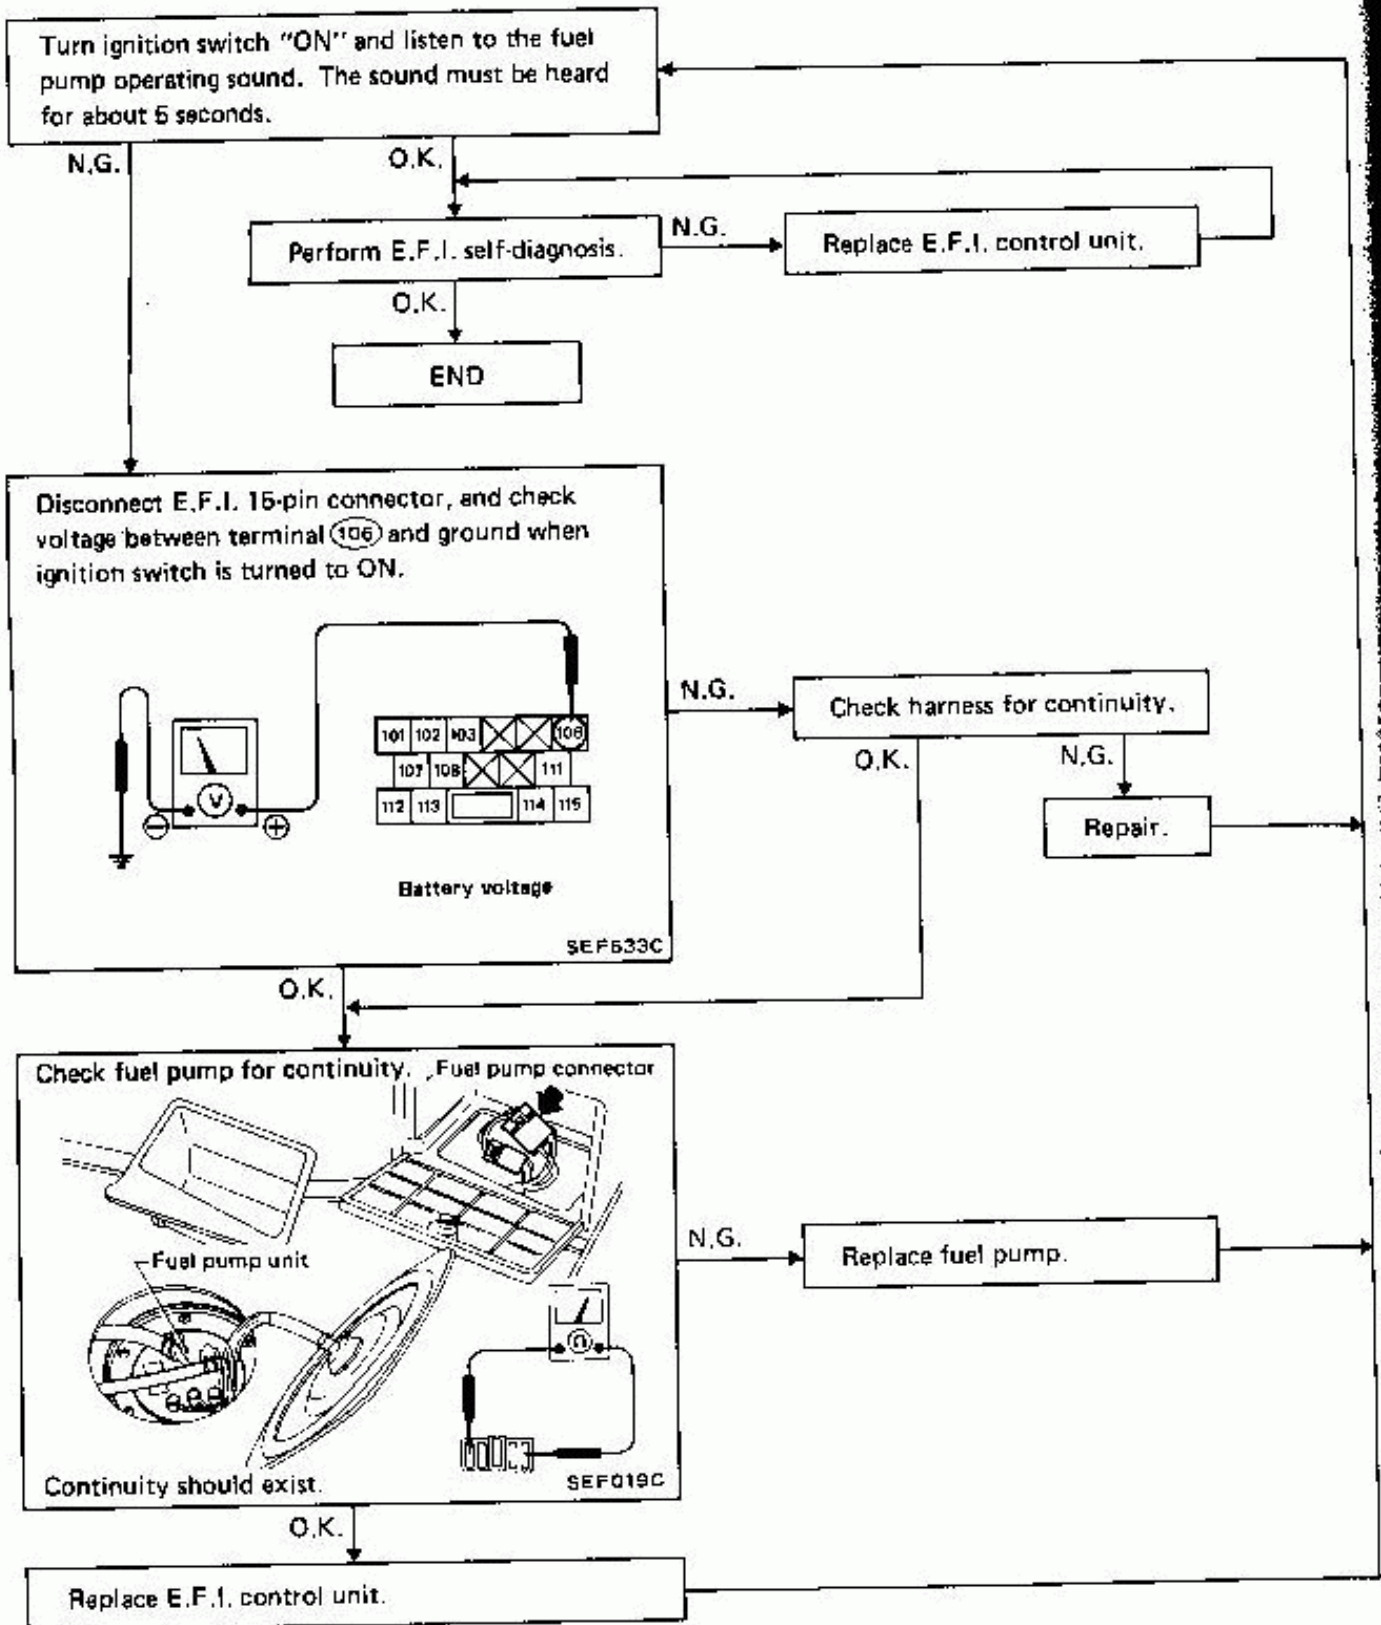 Turn ignition switch "ON" and listen to the fuel
pump operating sound. The sound must be heard
for about 5 seconds.
N.G.
O.K.
Perform E.F.I. self-diagnosis.
N.G.
Replace E.F.I. control unit.
O.K.
END
Disconnect E.F.I. 15-pin connector, and check
voltage between terminal 106 and ground when
ignition switch is turned to ON.
101 102 103 106
107 108 111
112 113 114 115
V
⊖ ⊕
Battery voltage
SEF533C
N.G.
Check harness for continuity.
O.K.
N.G.
Repair.
O.K.
Check fuel pump for continuity.
Fuel pump connector
Fuel pump unit
Ω
Continuity should exist.
SEF019C
N.G.
Replace fuel pump.
O.K.
Replace E.F.I. control unit.